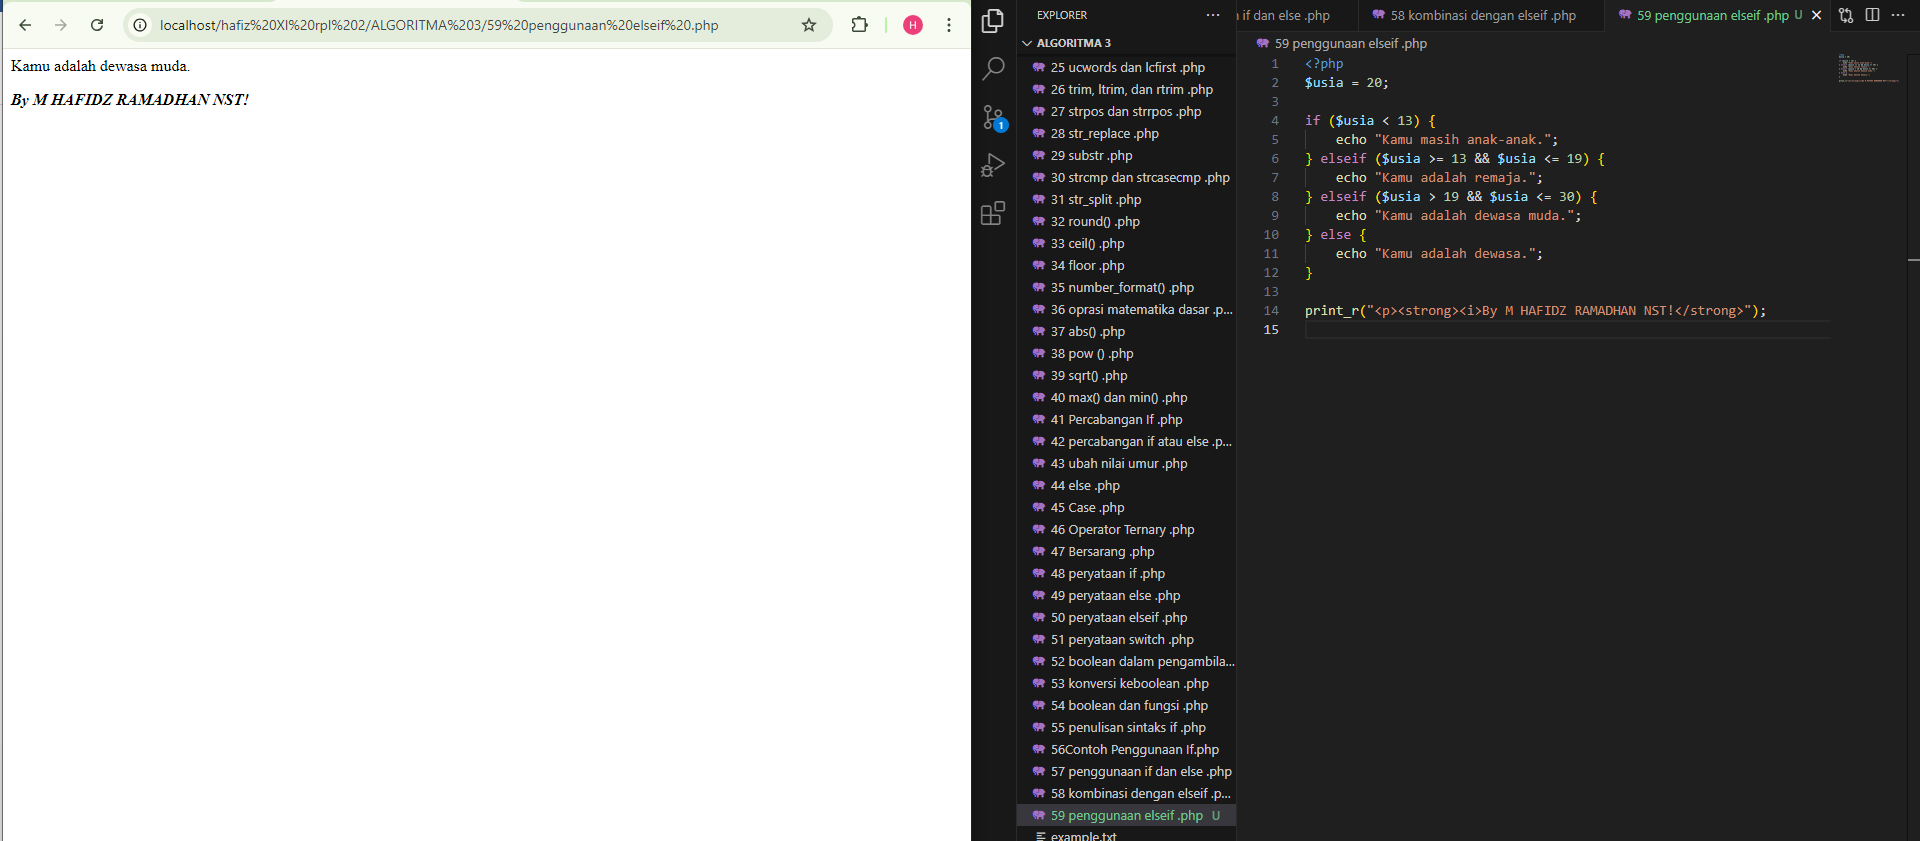 localhost/hafiz%20XI%20rpl%202/ALGORITMA%203/59%20penggunaan%20elseif%20.php
H
Kamu adalah dewasa muda.
By M HAFIDZ RAMADHAN NST!
1
EXPLORER
ALGORITMA 3
25 ucwords dan lcfirst .php
26 trim, ltrim, dan rtrim .php
27 strpos dan strrpos .php
28 str_replace .php
29 substr .php
30 strcmp dan strcasecmp .php
31 str_split .php
32 round() .php
33 ceil() .php
34 floor .php
35 number_format() .php
36 oprasi matematika dasar .p...
37 abs() .php
38 pow () .php
39 sqrt() .php
40 max() dan min() .php
41 Percabangan If .php
42 percabangan if atau else .p...
43 ubah nilai umur .php
44 else .php
45 Case .php
46 Operator Ternary .php
47 Bersarang .php
48 peryataan if .php
49 peryataan else .php
50 peryataan elseif .php
51 peryataan switch .php
52 boolean dalam pengambila...
53 konversi keboolean .php
54 boolean dan fungsi .php
55 penulisan sintaks if .php
56Contoh Penggunaan If.php
57 penggunaan if dan else .php
58 kombinasi dengan elseif .p...
59 penggunaan elseif .php U
example.txt
if dan else .php
58 kombinasi dengan elseif .php
59 penggunaan elseif .php U
59 penggunaan elseif .php
1 <?php
2 $usia = 20;
3
4 if ($usia < 13) {
5 echo "Kamu masih anak-anak.";
6 } elseif ($usia >= 13 && $usia <= 19) {
7 echo "Kamu adalah remaja.";
8 } elseif ($usia > 19 && $usia <= 30) {
9 echo "Kamu adalah dewasa muda.";
10 } else {
11 echo "Kamu adalah dewasa.";
12 }
13
14 print_r("<p><strong><i>By M HAFIDZ RAMADHAN NST!</strong>");
15